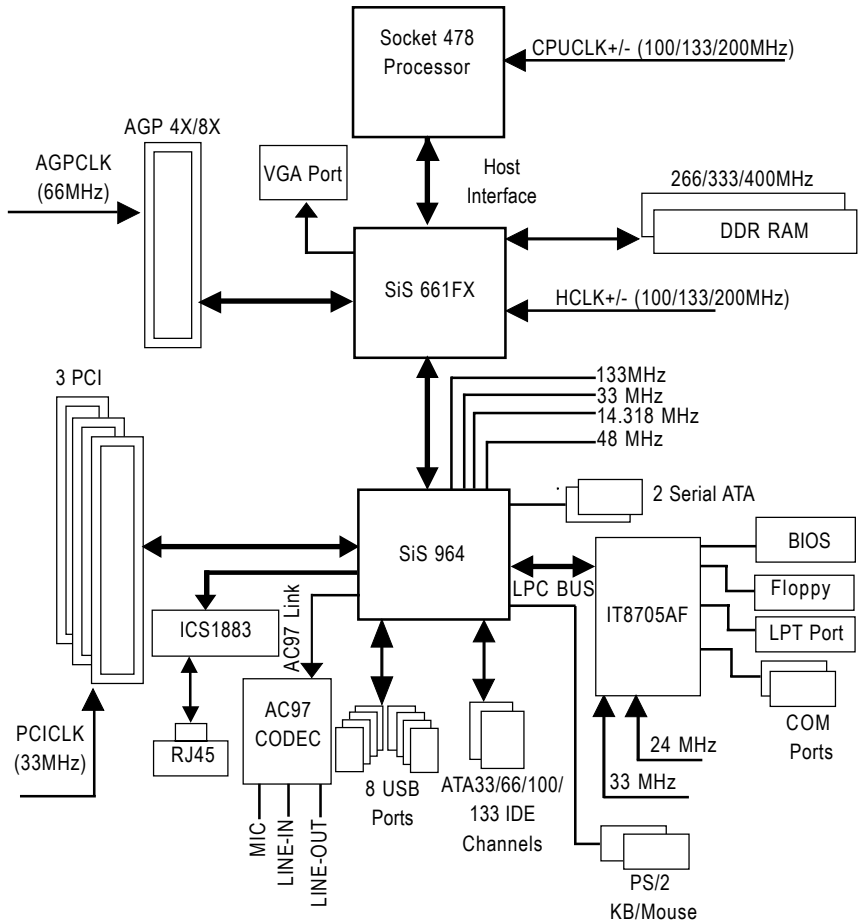 Socket 478
Processor
CPUCLK+/- (100/133/200MHz)
AGP 4X/8X
AGPCLK
(66MHz)
VGA Port
Host
Interface
266/333/400MHz
DDR RAM
SiS 661FX
HCLK+/- (100/133/200MHz)
3 PCI
133MHz
33 MHz
14.318 MHz
48 MHz
2 Serial ATA
SiS 964
BIOS
LPC BUS
IT8705AF
Floppy
ICS1883
AC97 Link
LPT Port
AC97
CODEC
COM
Ports
PCICLK
(33MHz)
RJ45
24 MHz
33 MHz
8 USB
Ports
ATA33/66/100/
133 IDE
Channels
MIC
LINE-IN
LINE-OUT
PS/2
KB/Mouse